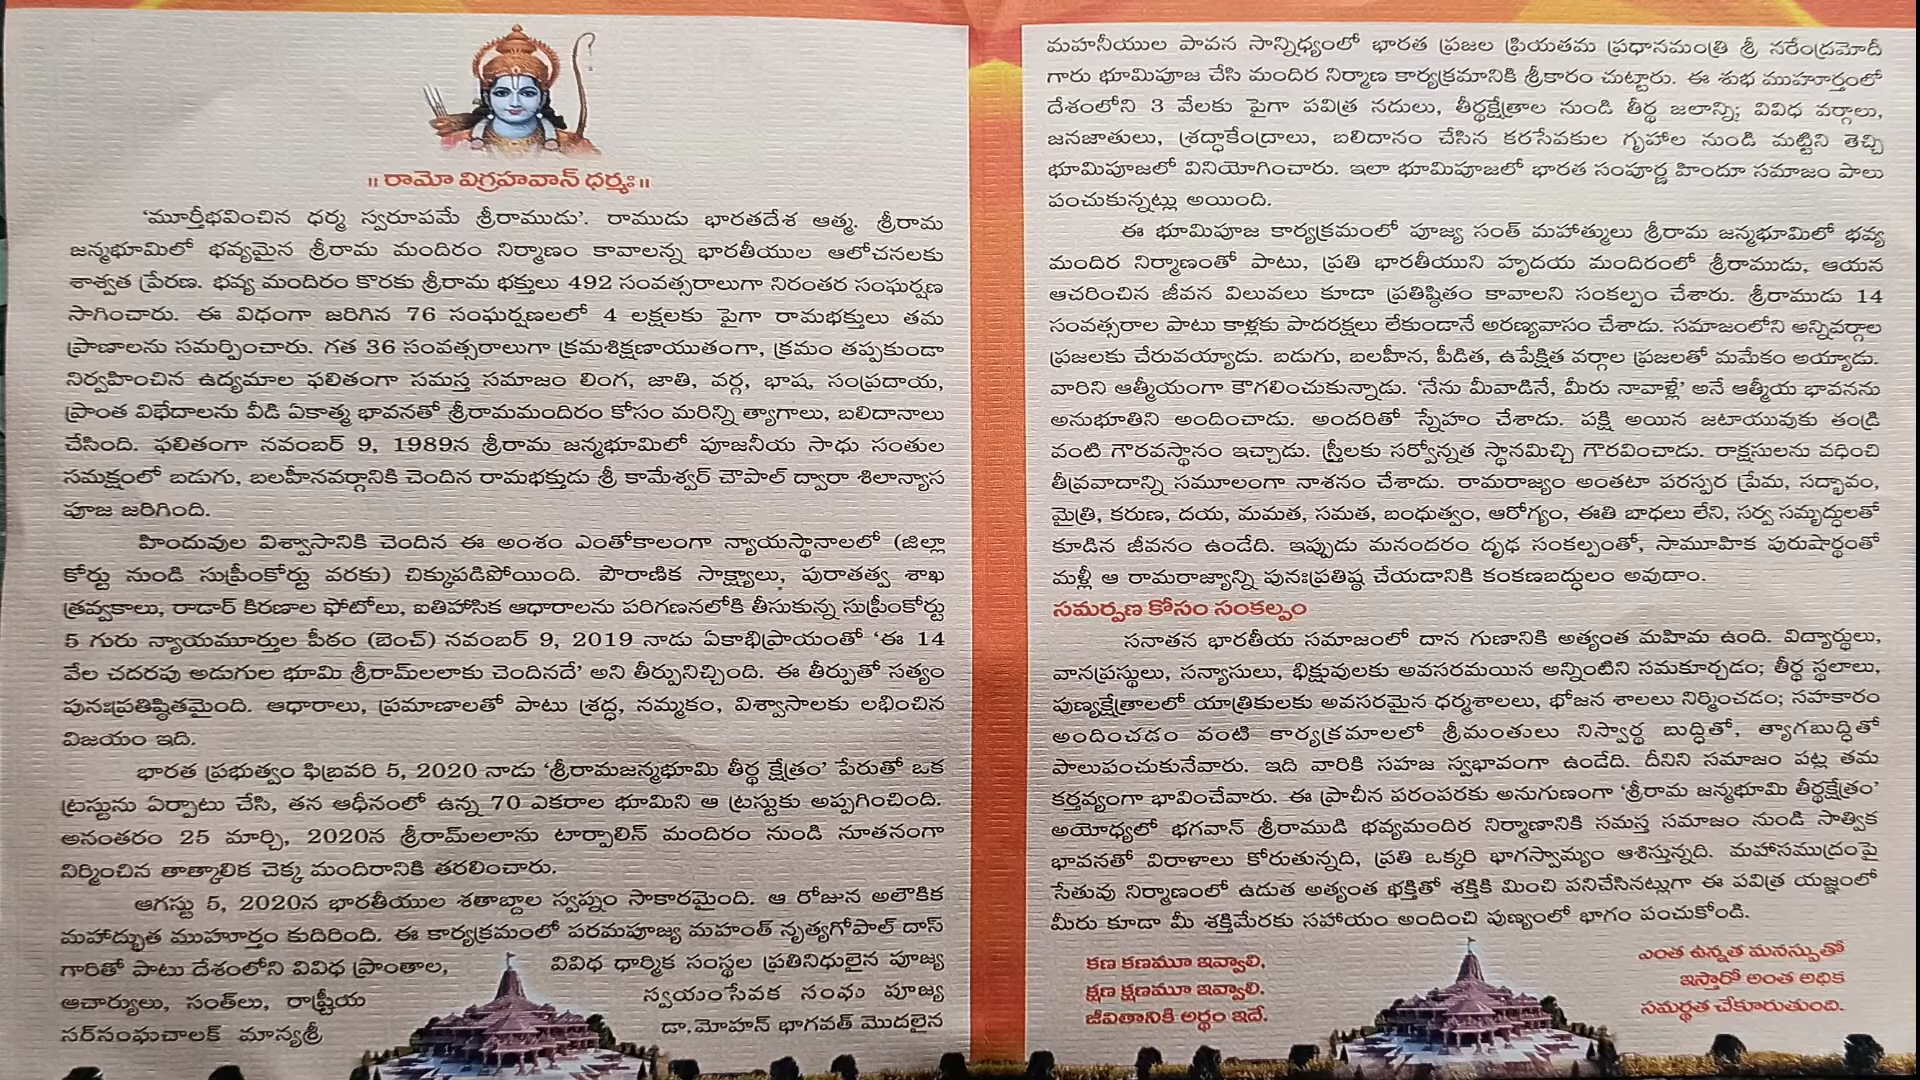 ॥ రామో విగ్రహవాన్ ధర్మః॥
‘మూర్తీభవించిన ధర్మ స్వరూపమే శ్రీరాముడు’. రాముడు భారతదేశ ఆత్మ. శ్రీరామ
జన్మభూమిలో భవ్యమైన శ్రీరామ మందిరం నిర్మాణం కావాలన్న భారతీయుల ఆలోచనలకు
శాశ్వత ప్రేరణ. భవ్య మందిరం కొరకు శ్రీరామ భక్తులు 492 సంవత్సరాలుగా నిరంతర సంఘర్షణ
సాగించారు. ఈ విధంగా జరిగిన 76 సంఘర్షణలలో 4 లక్షలకు పైగా రామభక్తులు తమ
ప్రాణాలను సమర్పించారు. గత 36 సంవత్సరాలుగా క్రమశిక్షణాయుతంగా, క్రమం తప్పకుండా
నిర్వహించిన ఉద్యమాల ఫలితంగా సమస్త సమాజం లింగ, జాతి, వర్గ, భాష, సంప్రదాయ,
ప్రాంత విభేదాలను వీడి ఏకాత్మ భావనతో శ్రీరామమందిరం కోసం మరిన్ని త్యాగాలు, బలిదానాలు
చేసింది. ఫలితంగా నవంబర్ 9, 1989న శ్రీరామ జన్మభూమిలో పూజనీయ సాధు సంతుల
సమక్షంలో బడుగు, బలహీనవర్గానికి చెందిన రామభక్తుడు శ్రీ కామేశ్వర్ చౌపాల్ ద్వారా శిలాన్యాస
పూజ జరిగింది.
హిందువుల విశ్వాసానికి చెందిన ఈ అంశం ఎంతోకాలంగా న్యాయస్థానాలలో (జిల్లా
కోర్టు నుండి సుప్రీంకోర్టు వరకు) చిక్కుపడిపోయింది. పౌరాణిక సాక్ష్యాలు, పురాతత్వ శాఖ
త్రవ్వకాలు, రాడార్ కిరణాల ఫోటోలు, ఐతిహాసిక ఆధారాలను పరిగణనలోకి తీసుకున్న సుప్రీంకోర్టు
5 గురు న్యాయమూర్తుల పీఠం (బెంచ్) నవంబర్ 9, 2019 నాడు ఏకాభిప్రాయంతో ‘ఈ 14
వేల చదరపు అడుగుల భూమి శ్రీరామ్‌లలాకు చెందినదే’ అని తీర్పునిచ్చింది. ఈ తీర్పుతో సత్యం
పునఃప్రతిష్ఠితమైంది. ఆధారాలు, ప్రమాణాలతో పాటు శ్రద్ధ, నమ్మకం, విశ్వాసాలకు లభించిన
విజయం ఇది.
భారత ప్రభుత్వం ఫిబ్రవరి 5, 2020 నాడు ‘శ్రీరామజన్మభూమి తీర్థ క్షేత్రం’ పేరుతో ఒక
ట్రస్టును ఏర్పాటు చేసి, తన ఆధీనంలో ఉన్న 70 ఎకరాల భూమిని ఆ ట్రస్టుకు అప్పగించింది.
అనంతరం 25 మార్చి, 2020న శ్రీరామ్‌లలాను టార్పాలిన్ మందిరం నుండి నూతనంగా
నిర్మించిన తాత్కాలిక చెక్క మందిరానికి తరలించారు.
ఆగస్టు 5, 2020న భారతీయుల శతాబ్దాల స్వప్నం సాకారమైంది. ఆ రోజున అలౌకిక
మహాద్భుత ముహూర్తం కుదిరింది. ఈ కార్యక్రమంలో పరమపూజ్య మహంత్ నృత్యగోపాల్ దాస్
గారితో పాటు దేశంలోని వివిధ ప్రాంతాల, వివిధ ధార్మిక సంస్థల ప్రతినిధులైన పూజ్య
ఆచార్యులు, సంత్‌లు, రాష్ట్రీయ స్వయంసేవక సంఘ పూజ్య
సర్‌సంఘచాలక్ మాన్యశ్రీ డా. మోహన్ భాగవత్ మొదలైన
మహనీయుల పావన సాన్నిధ్యంలో భారత ప్రజల ప్రియతమ ప్రధానమంత్రి శ్రీ నరేంద్రమోదీ
గారు భూమిపూజ చేసి మందిర నిర్మాణ కార్యక్రమానికి శ్రీకారం చుట్టారు. ఈ శుభ ముహూర్తంలో
దేశంలోని 3 వేలకు పైగా పవిత్ర నదులు, తీర్థక్షేత్రాల నుండి తీర్థ జలాన్ని; వివిధ వర్గాలు,
జనజాతులు, శ్రద్ధాకేంద్రాలు, బలిదానం చేసిన కరసేవకుల గృహాల నుండి మట్టిని తెచ్చి
భూమిపూజలో వినియోగించారు. ఇలా భూమిపూజలో భారత సంపూర్ణ హిందూ సమాజం పాలు
పంచుకున్నట్లు అయింది.
ఈ భూమిపూజ కార్యక్రమంలో పూజ్య సంత్ మహాత్ములు శ్రీరామ జన్మభూమిలో భవ్య
మందిర నిర్మాణంతో పాటు, ప్రతి భారతీయుని హృదయ మందిరంలో శ్రీరాముడు, ఆయన
ఆచరించిన జీవన విలువలు కూడా ప్రతిష్ఠితం కావాలని సంకల్పం చేశారు. శ్రీరాముడు 14
సంవత్సరాల పాటు కాళ్లకు పాదరక్షలు లేకుండానే అరణ్యవాసం చేశాడు. సమాజంలోని అన్నివర్గాల
ప్రజలకు చేరువయ్యాడు. బడుగు, బలహీన, పీడిత, ఉపేక్షిత వర్గాల ప్రజలతో మమేకం అయ్యాడు.
వారిని ఆత్మీయంగా కౌగలించుకున్నాడు. ‘నేను మీవాడినే, మీరు నావాళ్లే’ అనే ఆత్మీయ భావనను
అనుభూతిని అందించాడు. అందరితో స్నేహం చేశాడు. పక్షి అయిన జటాయువుకు తండ్రి
వంటి గౌరవస్థానం ఇచ్చాడు. స్త్రీలకు సర్వోన్నత స్థానమిచ్చి గౌరవించాడు. రాక్షసులను వధించి
తీవ్రవాదాన్ని సమూలంగా నాశనం చేశాడు. రామరాజ్యం అంతటా పరస్పర ప్రేమ, సద్భావం,
మైత్రి, కరుణ, దయ, మమత, సమత, బంధుత్వం, ఆరోగ్యం, ఈతి బాధలు లేని, సర్వ సమృద్ధులతో
కూడిన జీవనం ఉండేది. ఇప్పుడు మనందరం దృఢ సంకల్పంతో, సామూహిక పురుషార్థంతో
మళ్లీ ఆ రామరాజ్యాన్ని పునఃప్రతిష్ఠ చేయడానికి కంకణబద్ధులం అవుదాం.
సమర్పణ కోసం సంకల్పం
సనాతన భారతీయ సమాజంలో దాన గుణానికి అత్యంత మహిమ ఉంది. విద్యార్థులు,
వానప్రస్థులు, సన్యాసులు, భిక్షువులకు అవసరమయిన అన్నింటిని సమకూర్చడం; తీర్థ స్థలాలు,
పుణ్యక్షేత్రాలలో యాత్రికులకు అవసరమైన ధర్మశాలలు, భోజన శాలలు నిర్మించడం; సహకారం
అందించడం వంటి కార్యక్రమాలలో శ్రీమంతులు నిస్వార్థ బుద్ధితో, త్యాగబుద్ధితో
పాలుపంచుకునేవారు. ఇది వారికి సహజ స్వభావంగా ఉండేది. దీనిని సమాజం పట్ల తమ
కర్తవ్యంగా భావించేవారు. ఈ ప్రాచీన పరంపరకు అనుగుణంగా ‘శ్రీరామ జన్మభూమి తీర్థక్షేత్రం’
అయోధ్యలో భగవాన్ శ్రీరాముడి భవ్యమందిర నిర్మాణానికి సమస్త సమాజం నుండి సాత్విక
భావనతో విరాళాలు కోరుతున్నది, ప్రతి ఒక్కరి భాగస్వామ్యం ఆశిస్తున్నది. మహాసముద్రంపై
సేతువు నిర్మాణంలో ఉడుత అత్యంత భక్తితో శక్తికి మించి పనిచేసినట్లుగా ఈ పవిత్ర యజ్ఞంలో
మీరు కూడా మీ శక్తిమేరకు సహాయం అందించి పుణ్యంలో భాగం పంచుకోండి.
కణ కణమూ ఇవ్వాలి,
క్షణ క్షణమూ ఇవ్వాలి.
జీవితానికి అర్థం ఇదే.
ఎంత ఉన్నత మనస్సుతో
ఇస్తారో అంత అధిక
సమర్థత చేకూరుతుంది.